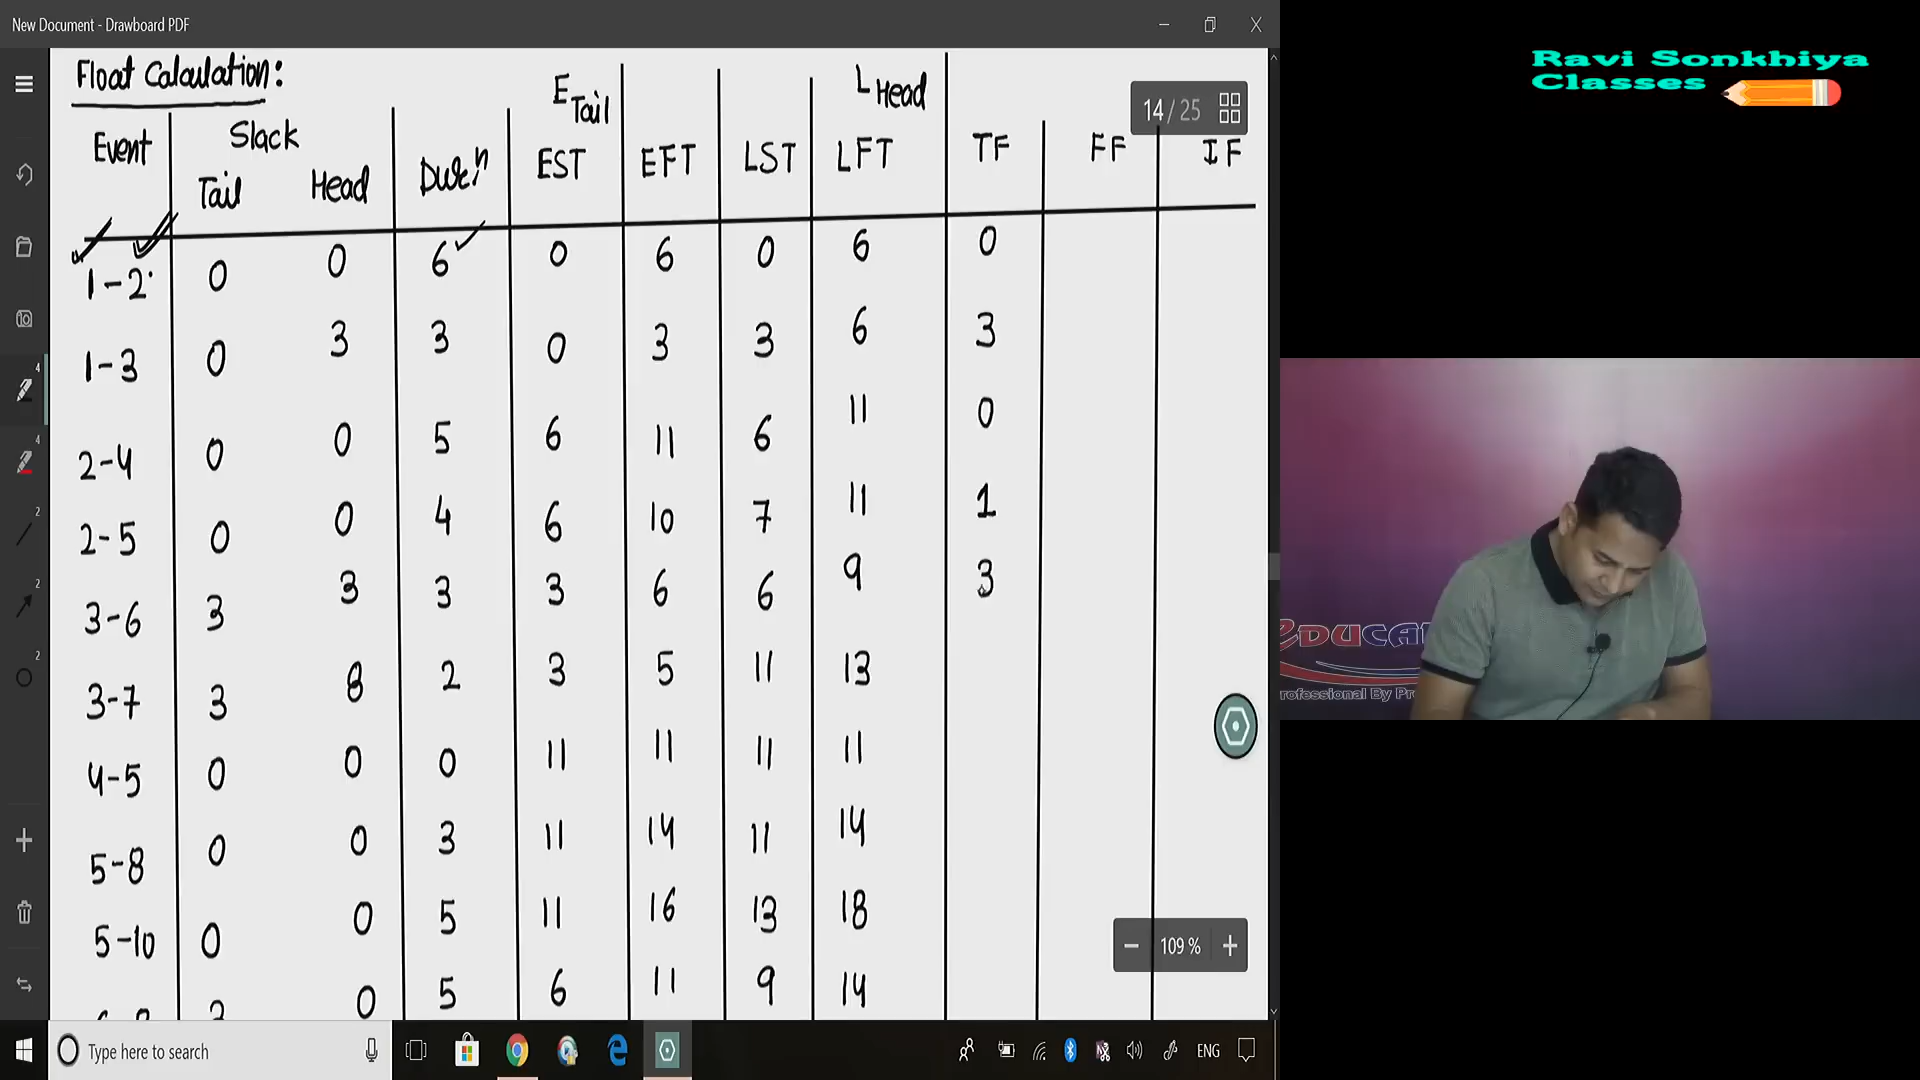 New Document - Drawboard PDF
Ravi Sonkhiya
Classes
Float Calculation:
14 / 25
E Tail
L Head
Event Slack Durⁿ EST EFT LST LFT TF FF IF
Tail Head
1-2 0 0 6 0 6 0 6 0
1-3 0 3 3 0 3 3 6 3
2-4 0 0 5 6 11 6 11 0
2-5 0 0 4 6 10 7 11 1
3-6 3 3 3 3 6 6 9 3
3-7 3 8 2 3 5 11 13
4-5 0 0 0 11 11 11 11
5-8 0 0 3 11 14 11 14
5-10 0 0 5 11 16 13 18
0 5 6 11 9 14
EDUCA
rofessional By Pr
109 %
Type here to search
ENG